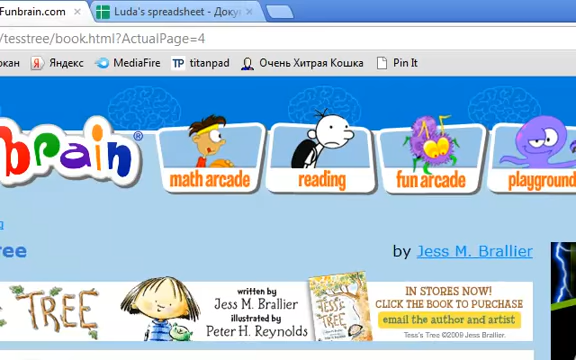 Funbrain.com × Luda's spreadsheet - Доку ×
/tesstree/book.html?ActualPage=4
окан Яндекс MediaFire TP titanpad Очень Хитрая Кошка Pin It
brain®
math arcade reading fun arcade playground
ree
by Jess M. Brallier
TREE
written by
Jess M. Brallier
illustrated by
Peter H. Reynolds
TESS'S
TREE
IN STORES NOW!
CLICK THE BOOK TO PURCHASE
email the author and artist
Tess's Tree ©2009 Jess Brallier.